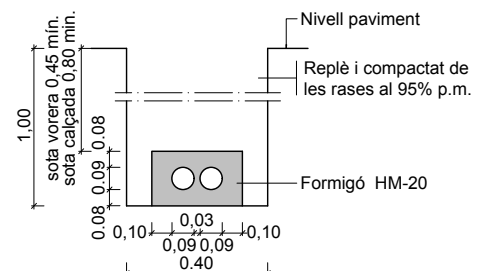 Nivell paviment
Replè i compactat de
les rases al 95% p.m.
Formigó HM-20
1,00
sota vorera 0,45 mín.
sota calçada 0,80 mín.
0.08
0.09
0.08
0,03
0,10
0,10
0,09
0,09
0.40